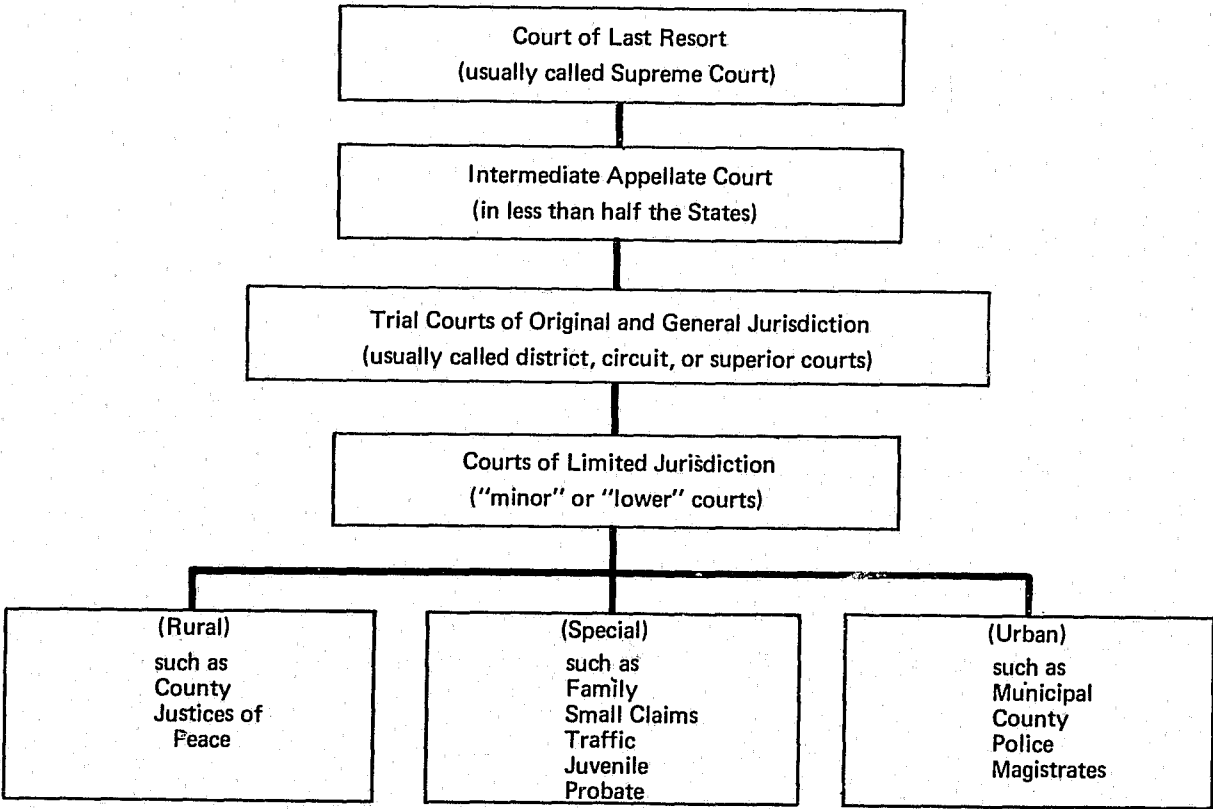 Court of Last Resort
(usually called Supreme Court)
Intermediate Appellate Court
(in less than half the States)
Trial Courts of Original and General Jurisdiction
(usually called district, circuit, or superior courts)
Courts of Limited Jurisdiction
("minor" or "lower" courts)
(Rural)
such as
County
Justices of
Peace
(Special)
such as
Family
Small Claims
Traffic
Juvenile
Probate
(Urban)
such as
Municipal
County
Police
Magistrates